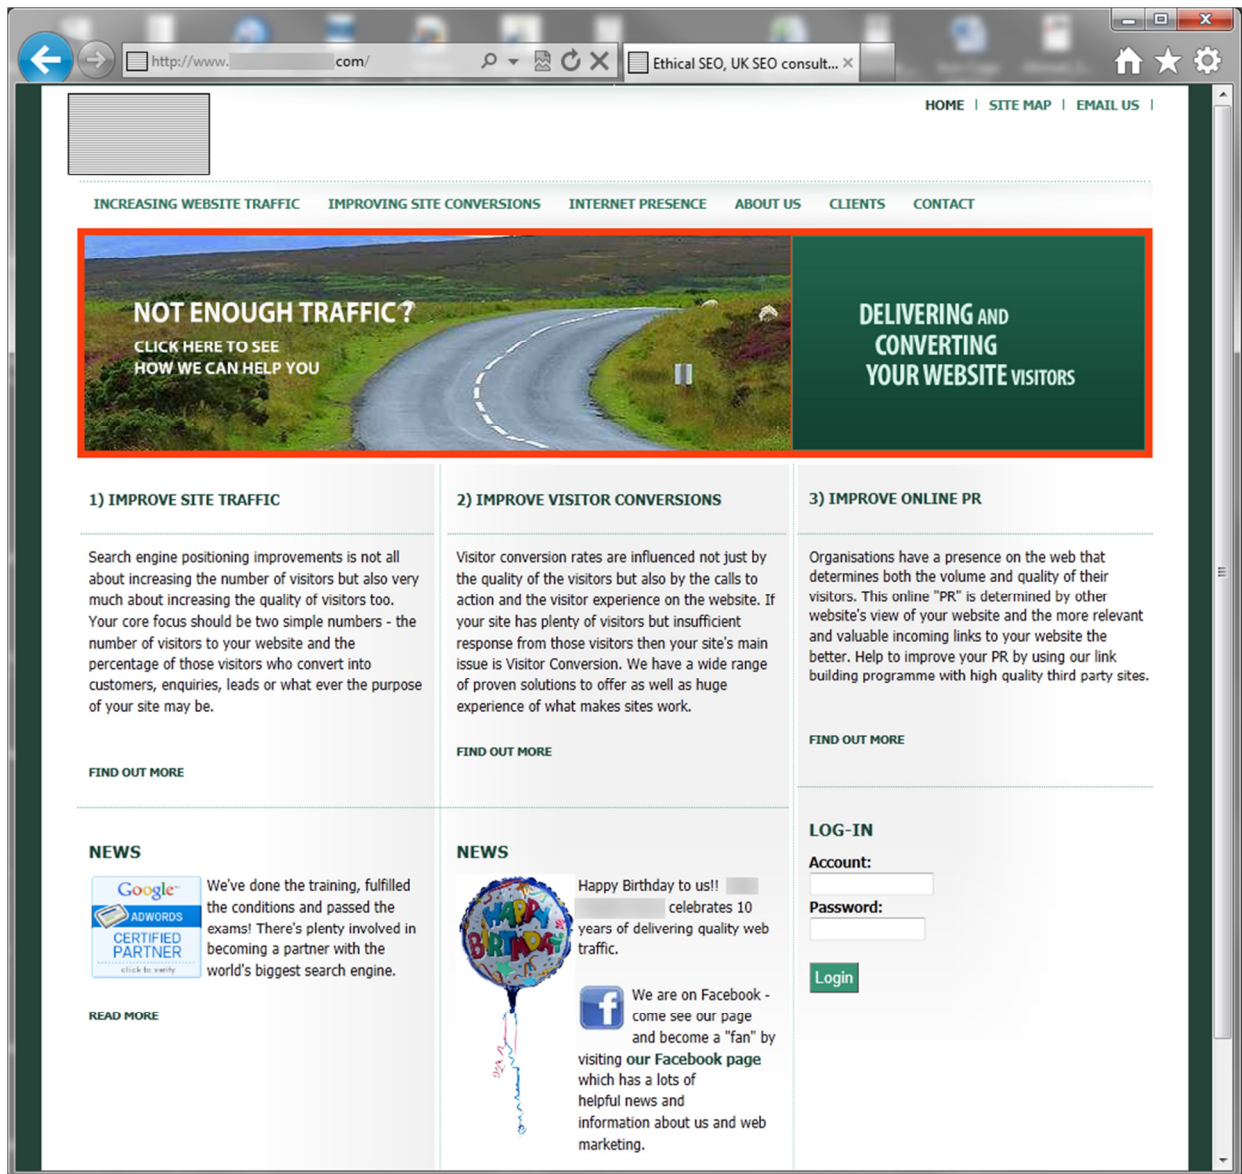 http://www.
com/
Ethical SEO, UK SEO consult...
HOME | SITE MAP | EMAIL US |
INCREASING WEBSITE TRAFFIC IMPROVING SITE CONVERSIONS INTERNET PRESENCE ABOUT US CLIENTS CONTACT
NOT ENOUGH TRAFFIC?
CLICK HERE TO SEE
HOW WE CAN HELP YOU
DELIVERING AND
CONVERTING
YOUR WEBSITE VISITORS
1) IMPROVE SITE TRAFFIC
Search engine positioning improvements is not all
about increasing the number of visitors but also very
much about increasing the quality of visitors too.
Your core focus should be two simple numbers - the
number of visitors to your website and the
percentage of those visitors who convert into
customers, enquiries, leads or what ever the purpose
of your site may be.
FIND OUT MORE
2) IMPROVE VISITOR CONVERSIONS
Visitor conversion rates are influenced not just by
the quality of the visitors but also by the calls to
action and the visitor experience on the website. If
your site has plenty of visitors but insufficient
response from those visitors then your site's main
issue is Visitor Conversion. We have a wide range
of proven solutions to offer as well as huge
experience of what makes sites work.
FIND OUT MORE
3) IMPROVE ONLINE PR
Organisations have a presence on the web that
determines both the volume and quality of their
visitors. This online "PR" is determined by other
website's view of your website and the more relevant
and valuable incoming links to your website the
better. Help to improve your PR by using our link
building programme with high quality third party sites.
FIND OUT MORE
NEWS
Google
ADWORDS
CERTIFIED
PARTNER
click to verify
We've done the training, fulfilled
the conditions and passed the
exams! There's plenty involved in
becoming a partner with the
world's biggest search engine.
READ MORE
NEWS
HAPPY
BIRTHDAY
Happy Birthday to us!!
celebrates 10
years of delivering quality web
traffic.
f
We are on Facebook -
come see our page
and become a "fan" by
visiting our Facebook page
which has a lots of
helpful news and
information about us and web
marketing.
LOG-IN
Account:
Password:
Login